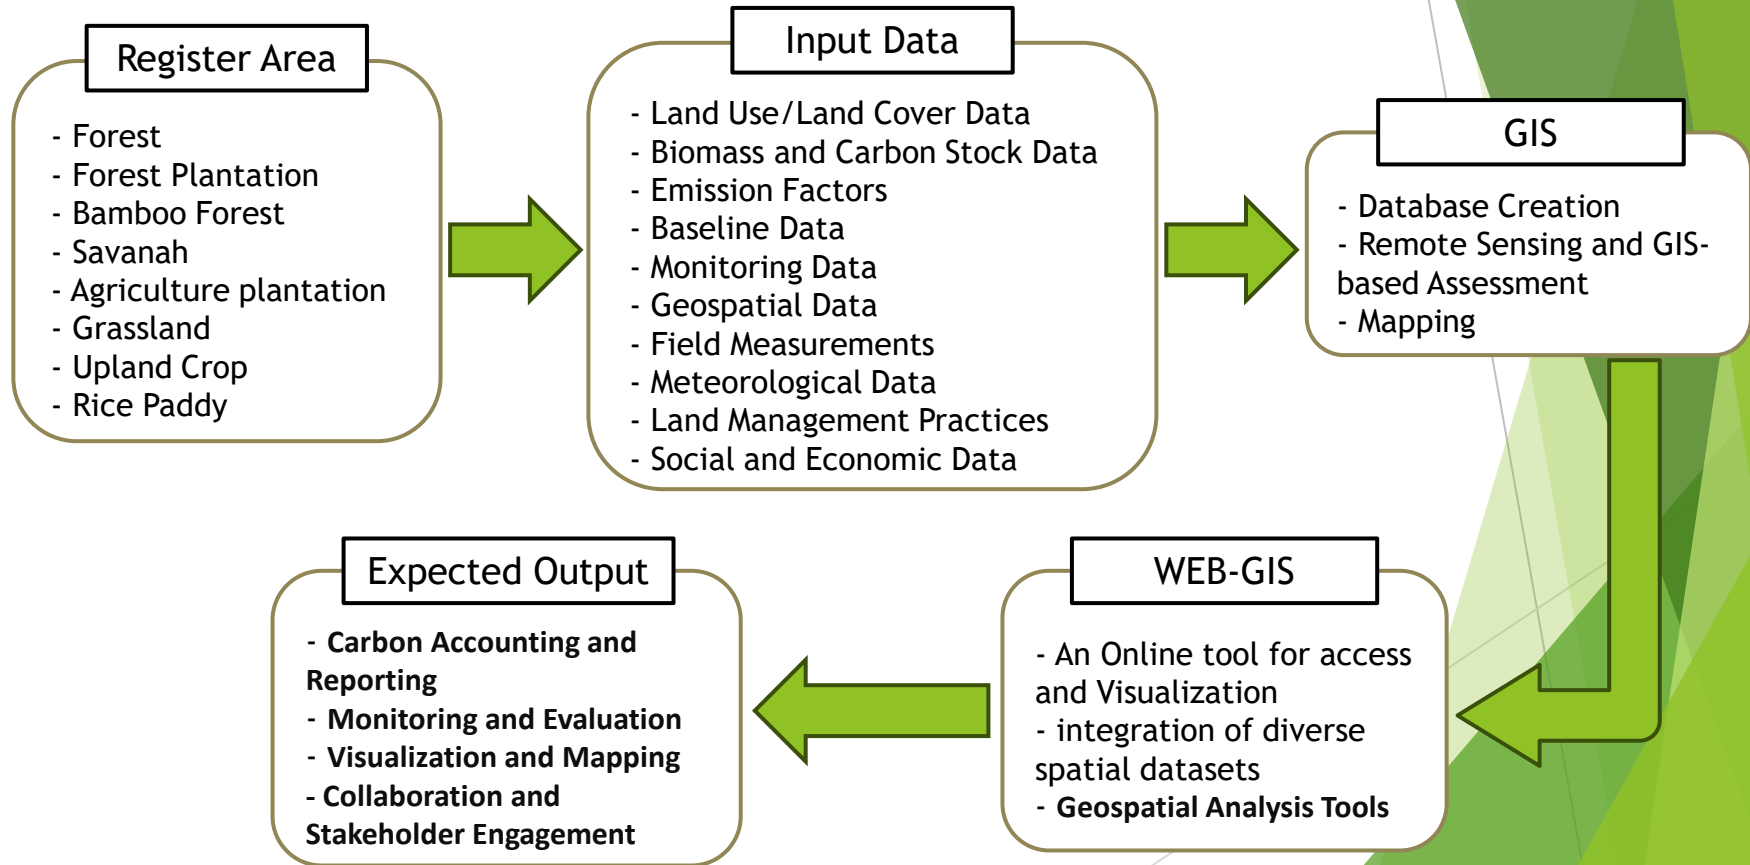 Register Area
- Forest
- Forest Plantation
- Bamboo Forest
- Savanah
- Agriculture plantation
- Grassland
- Upland Crop
- Rice Paddy
Input Data
- Land Use/Land Cover Data
- Biomass and Carbon Stock Data
- Emission Factors
- Baseline Data
- Monitoring Data
- Geospatial Data
- Field Measurements
- Meteorological Data
- Land Management Practices
- Social and Economic Data
GIS
- Database Creation
- Remote Sensing and GIS-
based Assessment
- Mapping
WEB-GIS
- An Online tool for access
and Visualization
- integration of diverse
spatial datasets
- Geospatial Analysis Tools
Expected Output
- Carbon Accounting and
Reporting
- Monitoring and Evaluation
- Visualization and Mapping
- Collaboration and
Stakeholder Engagement